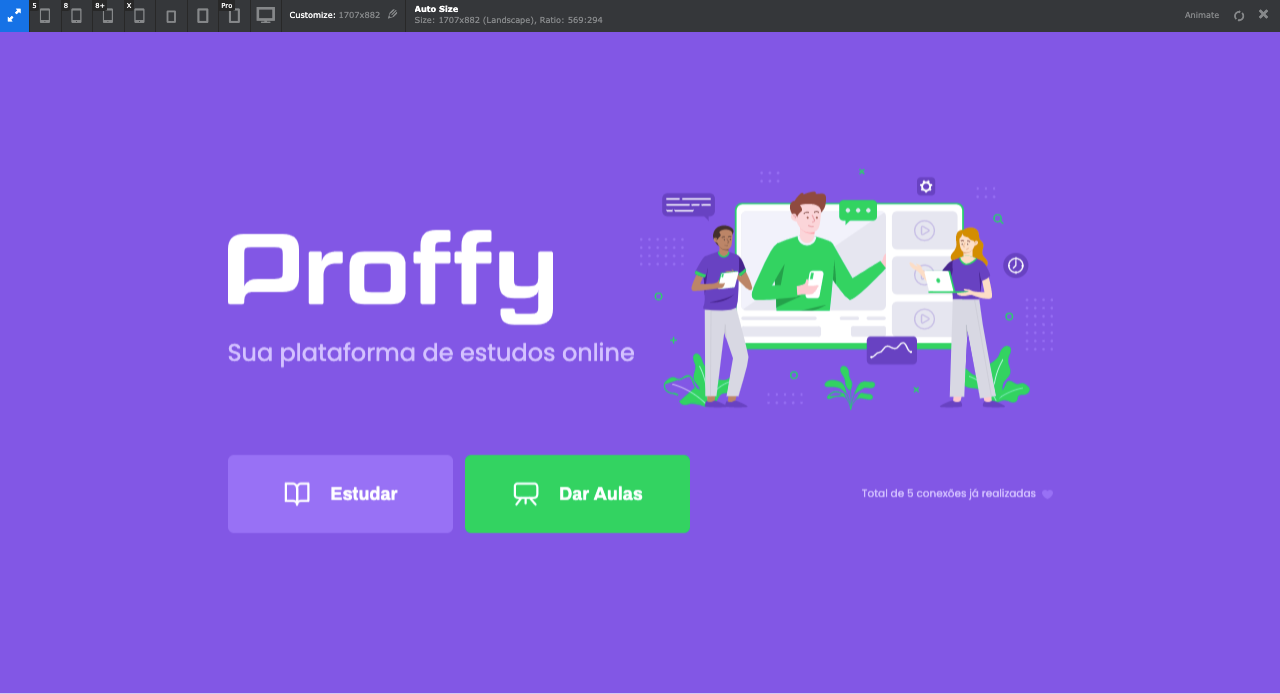 5
8
8+
X
Pro
Customize: 1707x882
Auto Size
Size: 1707x882 (Landscape), Ratio: 569:294
Animate
Proffy
Sua plataforma de estudos online
Estudar
Dar Aulas
Total de 5 conexões já realizadas